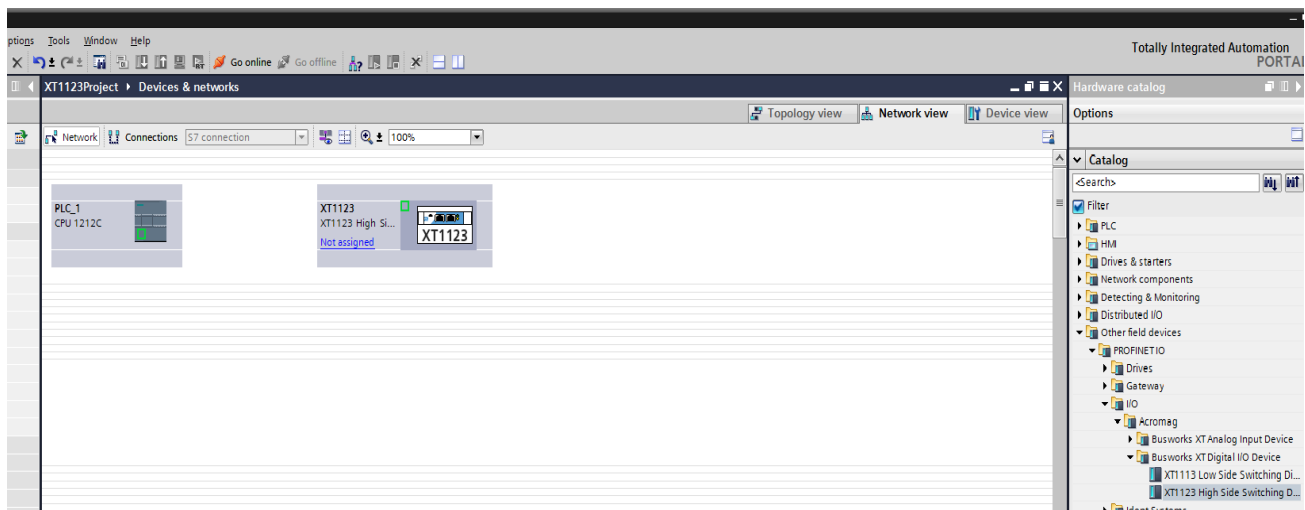 ptions Tools Window Help
Totally Integrated Automation
PORTAL
Go online Go offline
XT1123Project ▸ Devices & networks
Hardware catalog
Topology view Network view Device view
Options
Network Connections S7 connection 100%
Catalog
<Search>
Filter
PLC
HMI
Drives & starters
Network components
Detecting & Monitoring
Distributed I/O
Other field devices
PROFINET IO
Drives
Gateway
I/O
Acromag
Busworks XT Analog Input Device
Busworks XT Digital I/O Device
XT1113 Low Side Switching Di...
XT1123 High Side Switching D...
Ident Systems
PLC_1
CPU 1212C
XT1123
XT1123 High Si...
Not assigned
XT1123